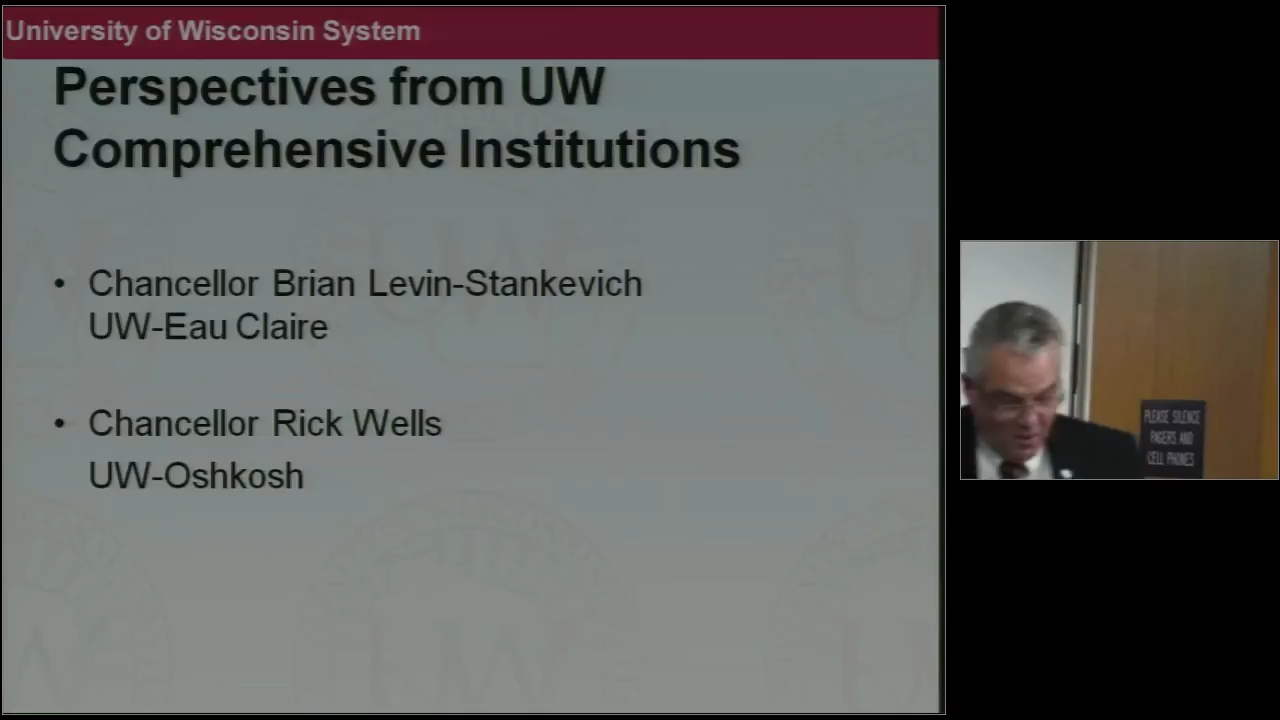 University of Wisconsin System
Perspectives from UW
Comprehensive Institutions
• Chancellor Brian Levin-Stankevich
UW-Eau Claire
• Chancellor Rick Wells
UW-Oshkosh
PLEASE SILENCE
PAGERS AND
CELL PHONES